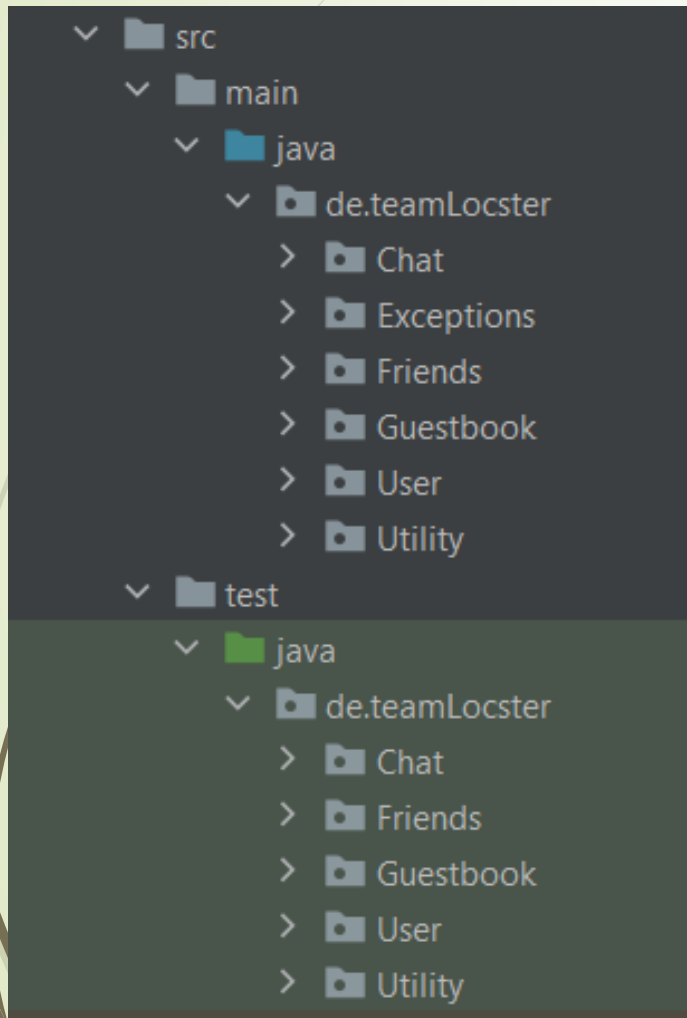 src
main
java
de.teamLocster
Chat
Exceptions
Friends
Guestbook
User
Utility
test
java
de.teamLocster
Chat
Friends
Guestbook
User
Utility